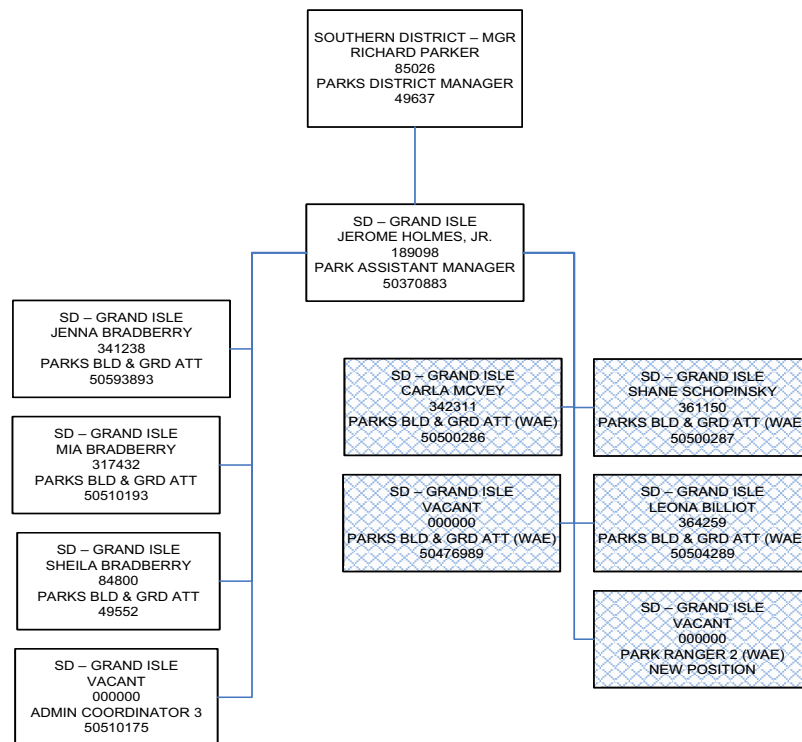 SOUTHERN DISTRICT – MGR
RICHARD PARKER
85026
PARKS DISTRICT MANAGER
49637
SD – GRAND ISLE
JEROME HOLMES, JR.
189098
PARK ASSISTANT MANAGER
50370883
SD – GRAND ISLE
JENNA BRADBERRY
341238
PARKS BLD & GRD ATT
50593893
SD – GRAND ISLE
MIA BRADBERRY
317432
PARKS BLD & GRD ATT
50510193
SD – GRAND ISLE
SHEILA BRADBERRY
84800
PARKS BLD & GRD ATT
49552
SD – GRAND ISLE
VACANT
000000
ADMIN COORDINATOR 3
50510175
SD – GRAND ISLE
CARLA MCVEY
342311
PARKS BLD & GRD ATT (WAE)
50500286
SD – GRAND ISLE
SHANE SCHOPINSKY
361150
PARKS BLD & GRD ATT (WAE)
50500287
SD – GRAND ISLE
VACANT
000000
PARKS BLD & GRD ATT (WAE)
50476989
SD – GRAND ISLE
LEONA BILLIOT
364259
PARKS BLD & GRD ATT (WAE)
50504289
SD – GRAND ISLE
VACANT
000000
PARK RANGER 2 (WAE)
NEW POSITION